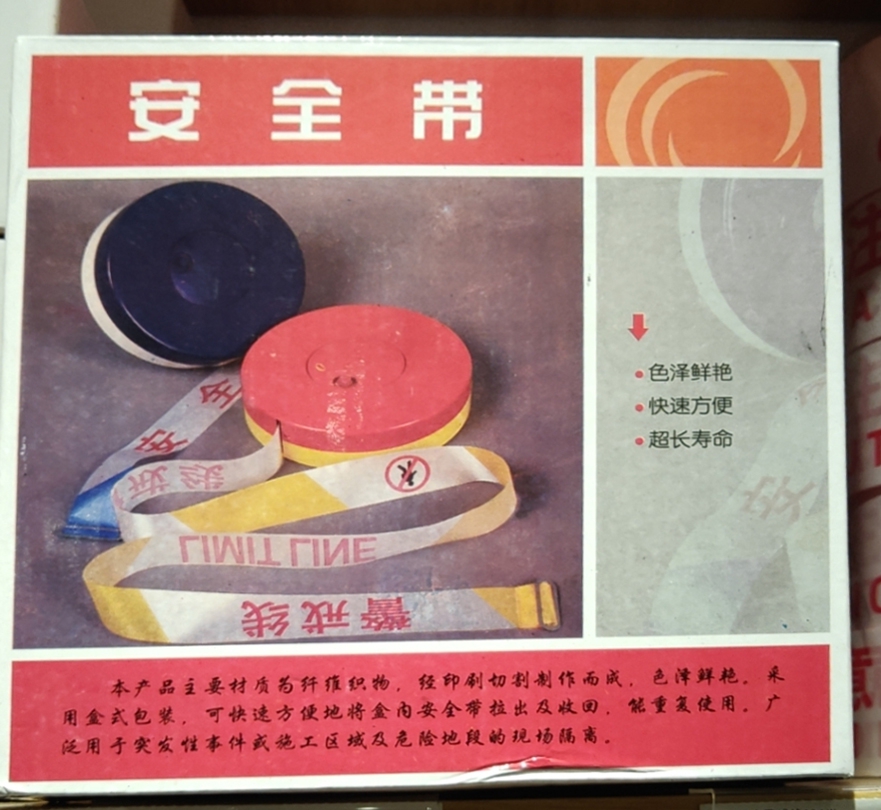 安全带
色泽鲜艳
快速方便
超长寿命
LIMIT LINE
警戒线
本产品主要材质为纤维织物，经印刷切割制作而成，色泽鲜艳。采
用盒式包装，可快速方便地将盒内安全带拉出及收回，能重复使用。广
泛用于突发性事件或施工区域及危险地段的现场隔离。